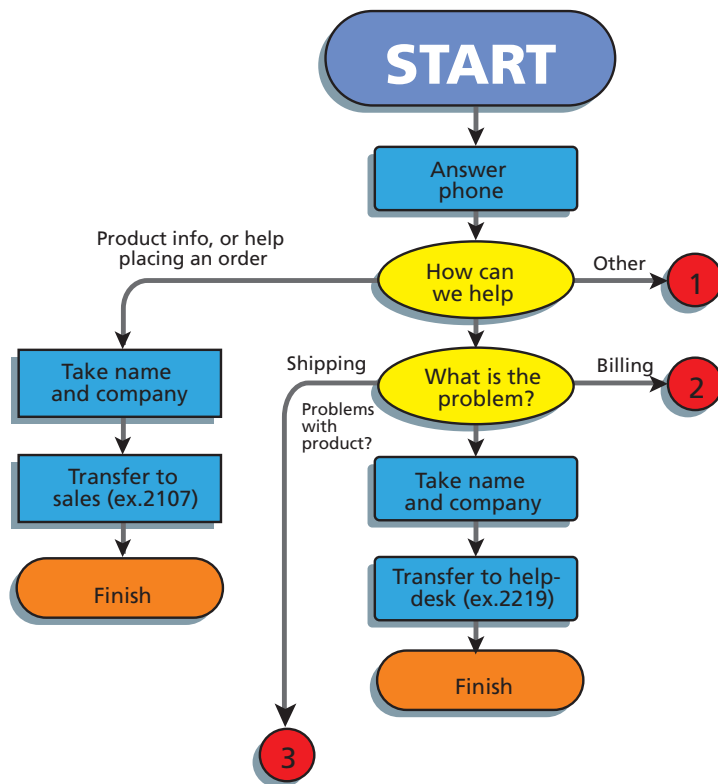 START
Answer
phone
Product info, or help
placing an order
How can
we help
Other
1
Take name
and company
Shipping
What is the
problem?
Billing
2
Problems
with
product?
Transfer to
sales (ex.2107)
Take name
and company
Finish
Transfer to help-
desk (ex.2219)
Finish
3